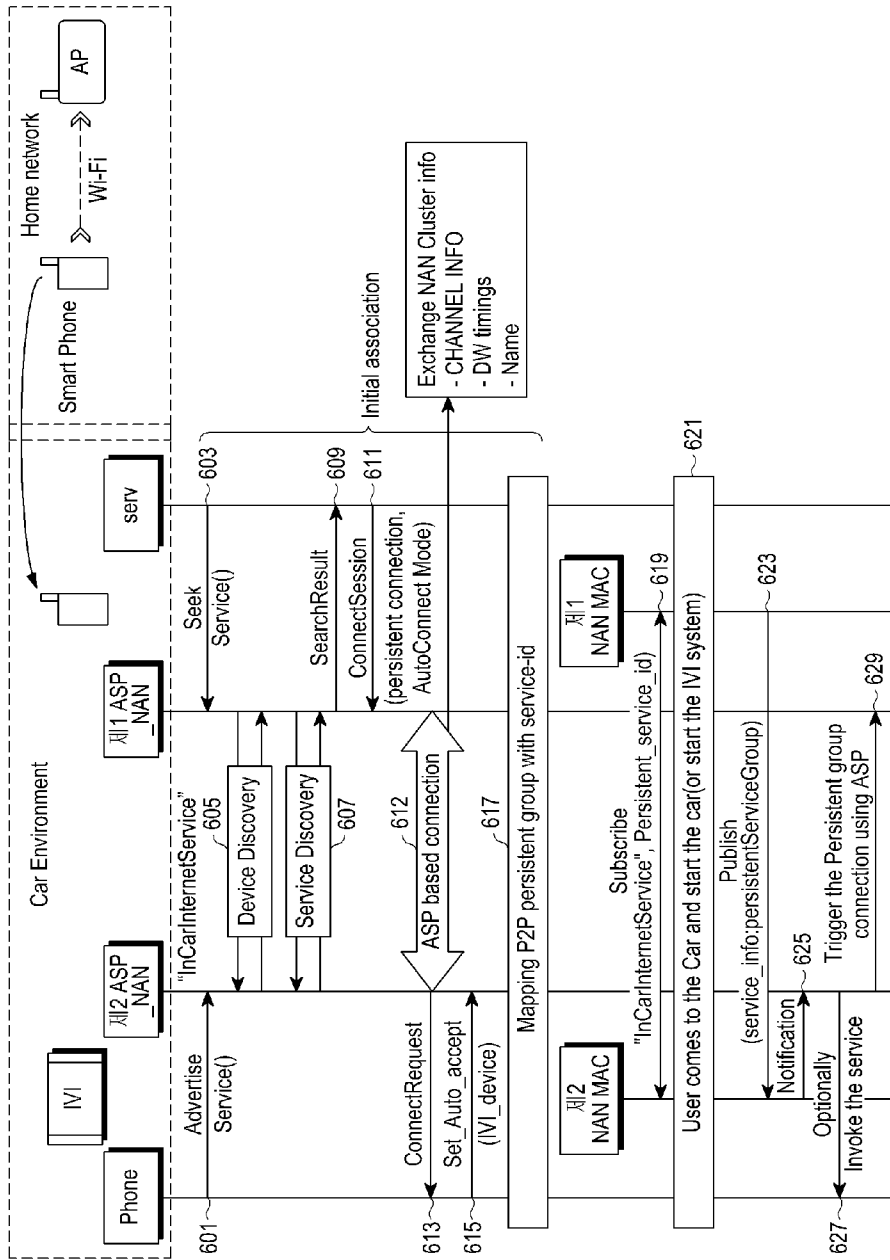 Car Environment
Home network
Phone
IVI
제2 ASP
_NAN
제1 ASP
_NAN
serv
Smart Phone
Wi-Fi
AP
601
Advertise
Service()
"InCarInternetService"
Seek
Service()
603
605
Device Discovery
Service Discovery
607
SearchResult
609
ConnectSession
611
(persistent connection,
AutoConnect Mode)
Initial association
612
ASP based connection
Exchange NAN Cluster info
- CHANNEL INFO
- DW timings
- Name
ConnectRequest
613
Set_Auto_accept
(IVI_device)
615
617
Mapping P2P persistent group with service-id
제2
NAN MAC
제1
NAN MAC
Subscribe
"InCarInternetService", Persistent_service_id)
619
User comes to the Car and start the car(or start the IVI system)
621
Publish
(service_info:persistentServiceGroup)
623
Notification
625
Optionally
Invoke the service
627
Trigger the Persistent group
connection using ASP
629